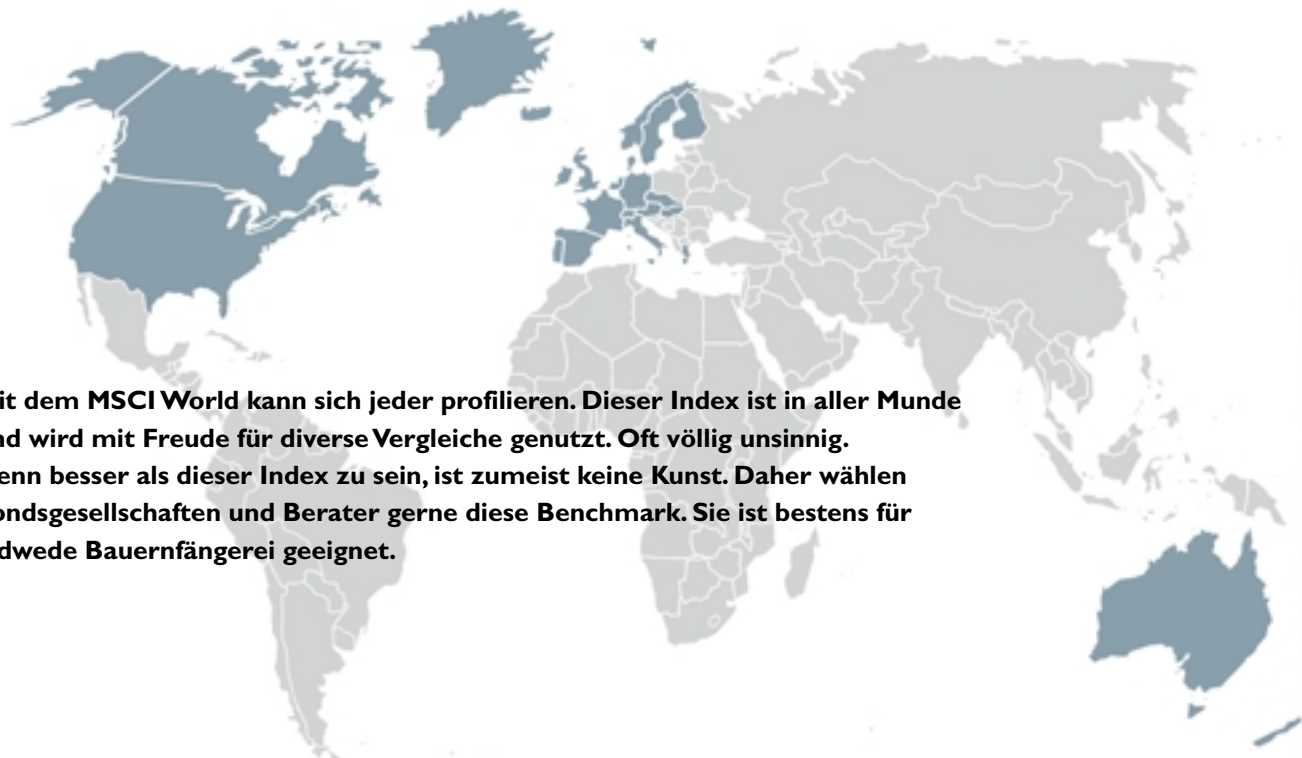 it dem MSCI World kann sich jeder profilieren. Dieser Index ist in aller Munde
nd wird mit Freude für diverse Vergleiche genutzt. Oft völlig unsinnig.
enn besser als dieser Index zu sein, ist zumeist keine Kunst. Daher wählen
ondsgesellschaften und Berater gerne diese Benchmark. Sie ist bestens für
dwede Bauernfängerei geeignet.